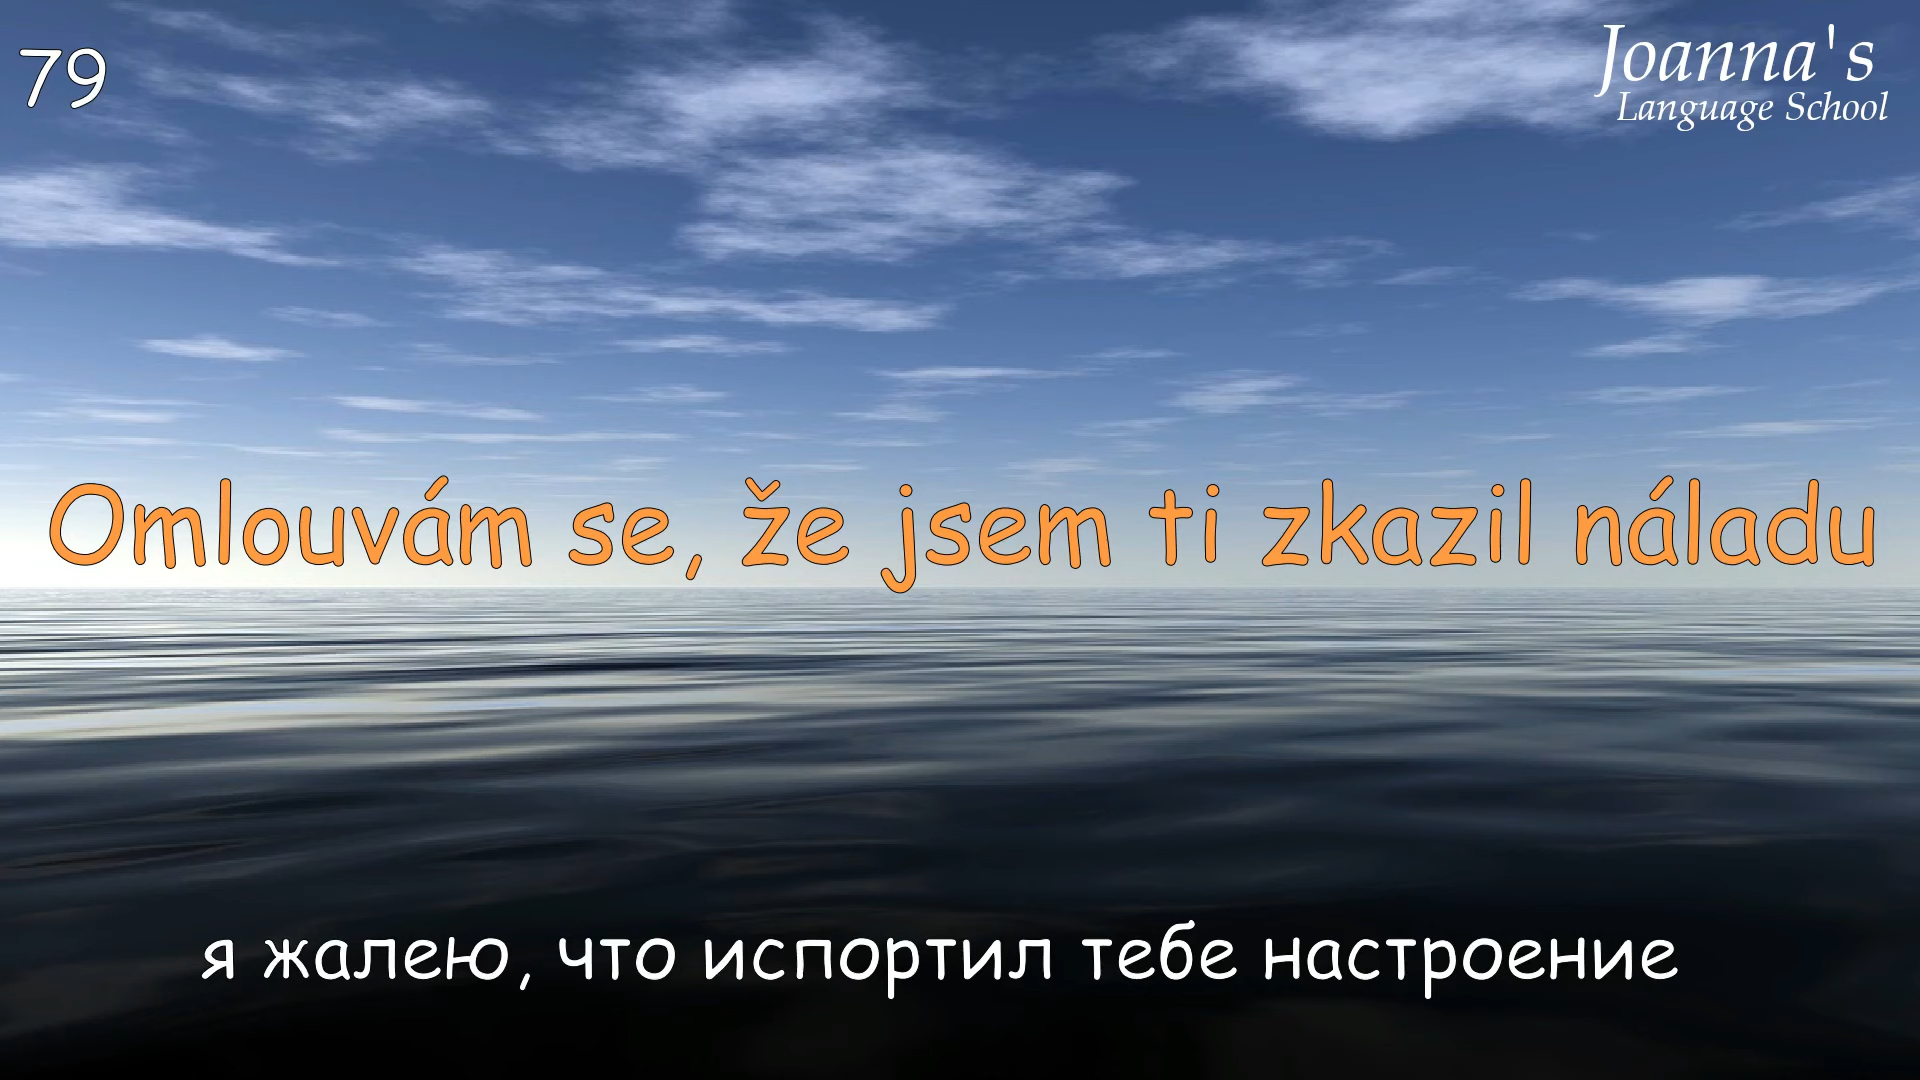 79
Joanna's
Language School
Omlouvám se, že jsem ti zkazil náladu
я жалею, что испортил тебе настроение